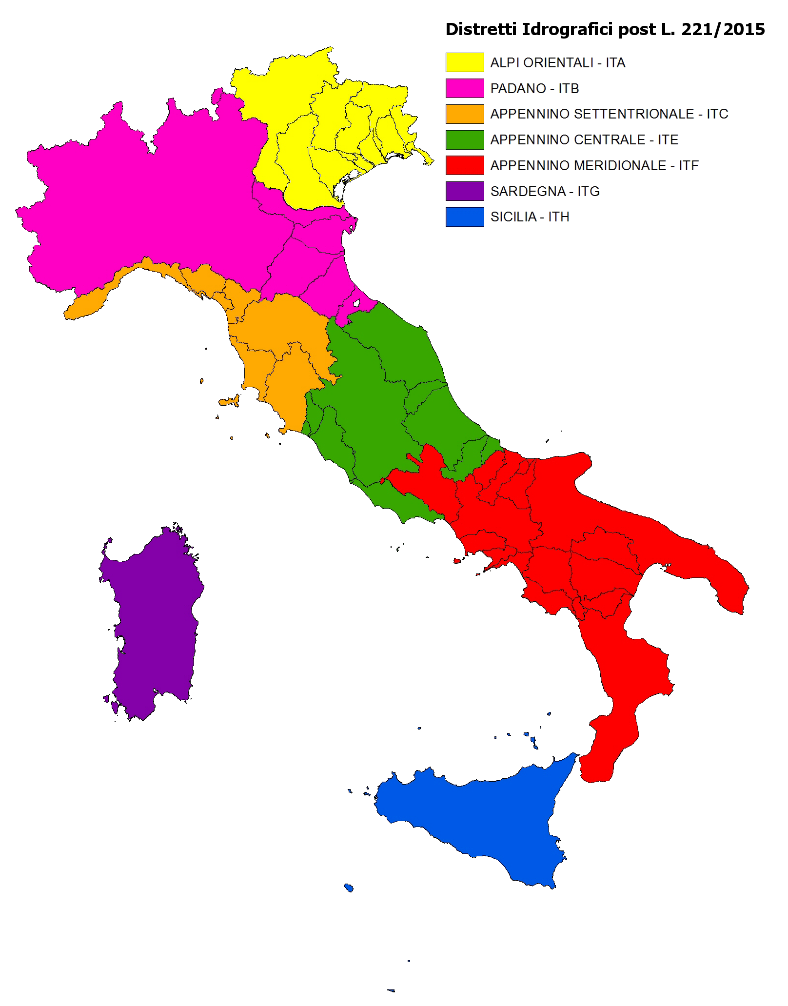 Distretti Idrografici post L. 221/2015
ALPI ORIENTALI - ITA
PADANO - ITB
APPENNINO SETTENTRIONALE - ITC
APPENNINO CENTRALE - ITE
APPENNINO MERIDIONALE - ITF
SARDEGNA - ITG
SICILIA - ITH